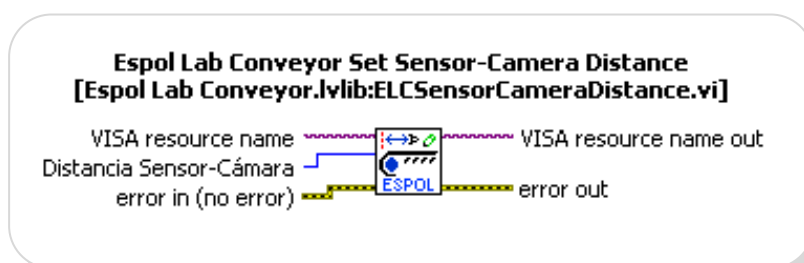 Espol Lab Conveyor Set Sensor-Camera Distance
[Espol Lab Conveyor.lvlib:ELCSensorCameraDistance.vi]
VISA resource name
VISA resource name out
Distancia Sensor-Cámara
ESPOL
error in (no error)
error out